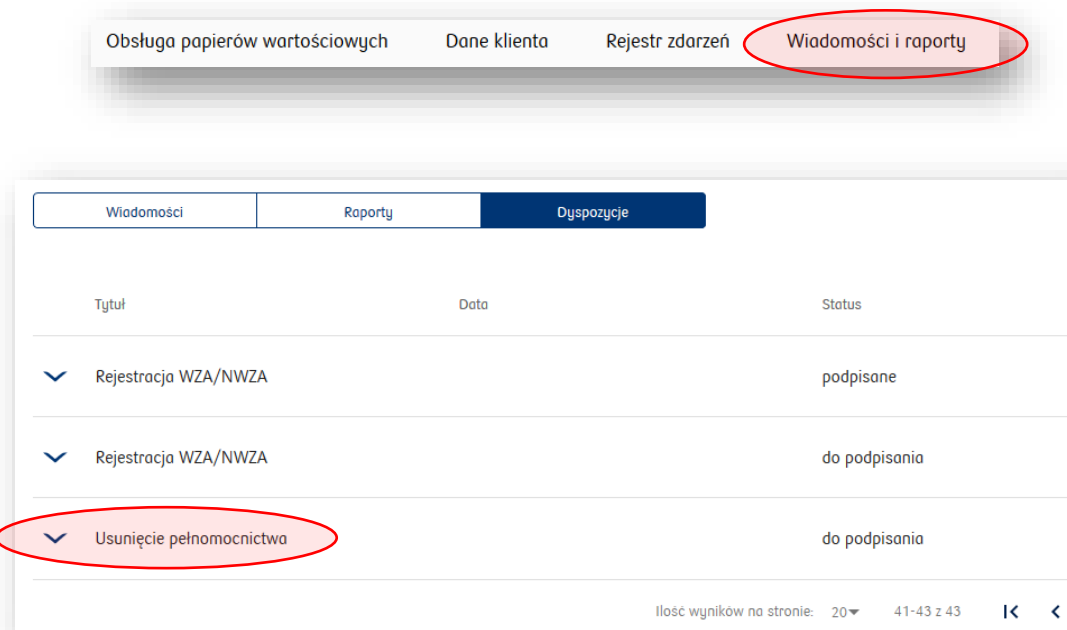 Obsługa papierów wartościowych Dane klienta Rejestr zdarzeń Wiadomości i raporty
Wiadomości Raporty Dyspozycje
Tytuł Data Status
Rejestracja WZA/NWZA podpisane
Rejestracja WZA/NWZA do podpisania
Usunięcie pełnomocnictwa do podpisania
Ilość wyników na stronie: 20 41-43 z 43